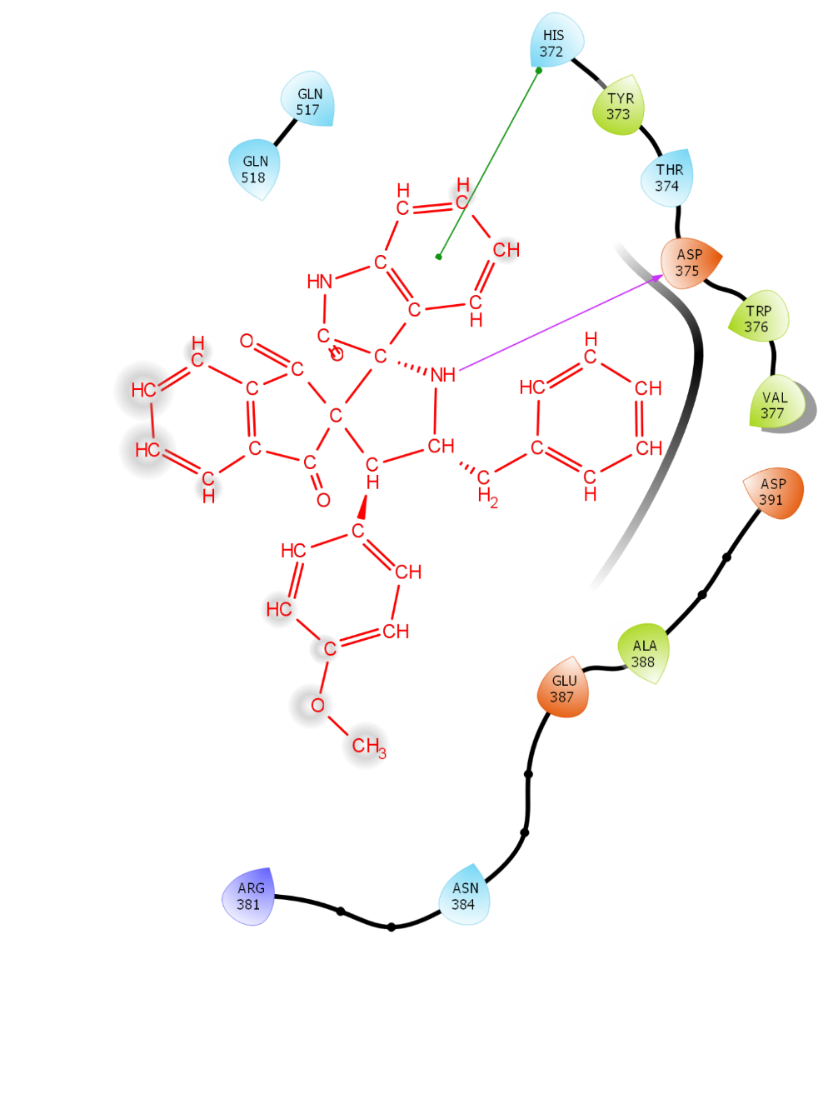 HIS
372
GLN
517
TYR
373
GLN
518
THR
374
H
C
H
C
ASP
375
CH
C
HN
C
H
C
TRP
376
C
O
H
C
O
C
C
NH
H
C
HC
C
HC
CH
VAL
377
C
C
HC
C
C
CH
C
CH
C
H
C
H
O
C
H
C
H2
C
H
ASP
391
C
HC
CH
HC
CH
C
ALA
388
GLU
387
O
CH3
ARG
381
ASN
384